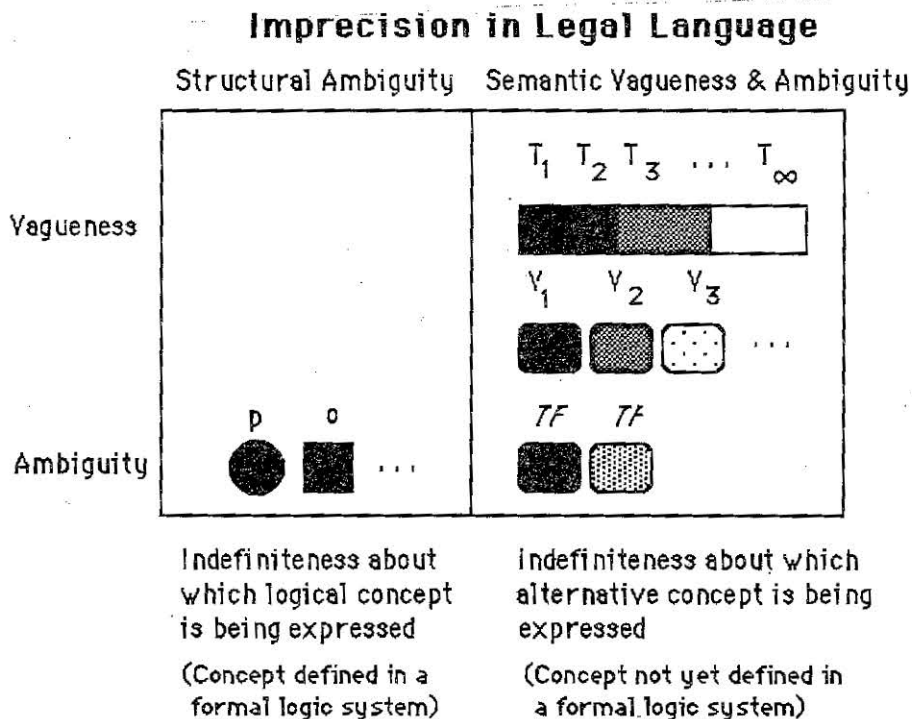 Imprecision in Legal Language
Structural Ambiguity Semantic Vagueness & Ambiguity
T₁ T₂ T₃ ... T∞
Vagueness
V₁ V₂ V₃
...
p o TF TF
Ambiguity ...
Indefiniteness about
which logical concept
is being expressed
(Concept defined in a
formal logic system)
Indefiniteness about which
alternative concept is being
expressed
(Concept not yet defined in
a formal logic system)